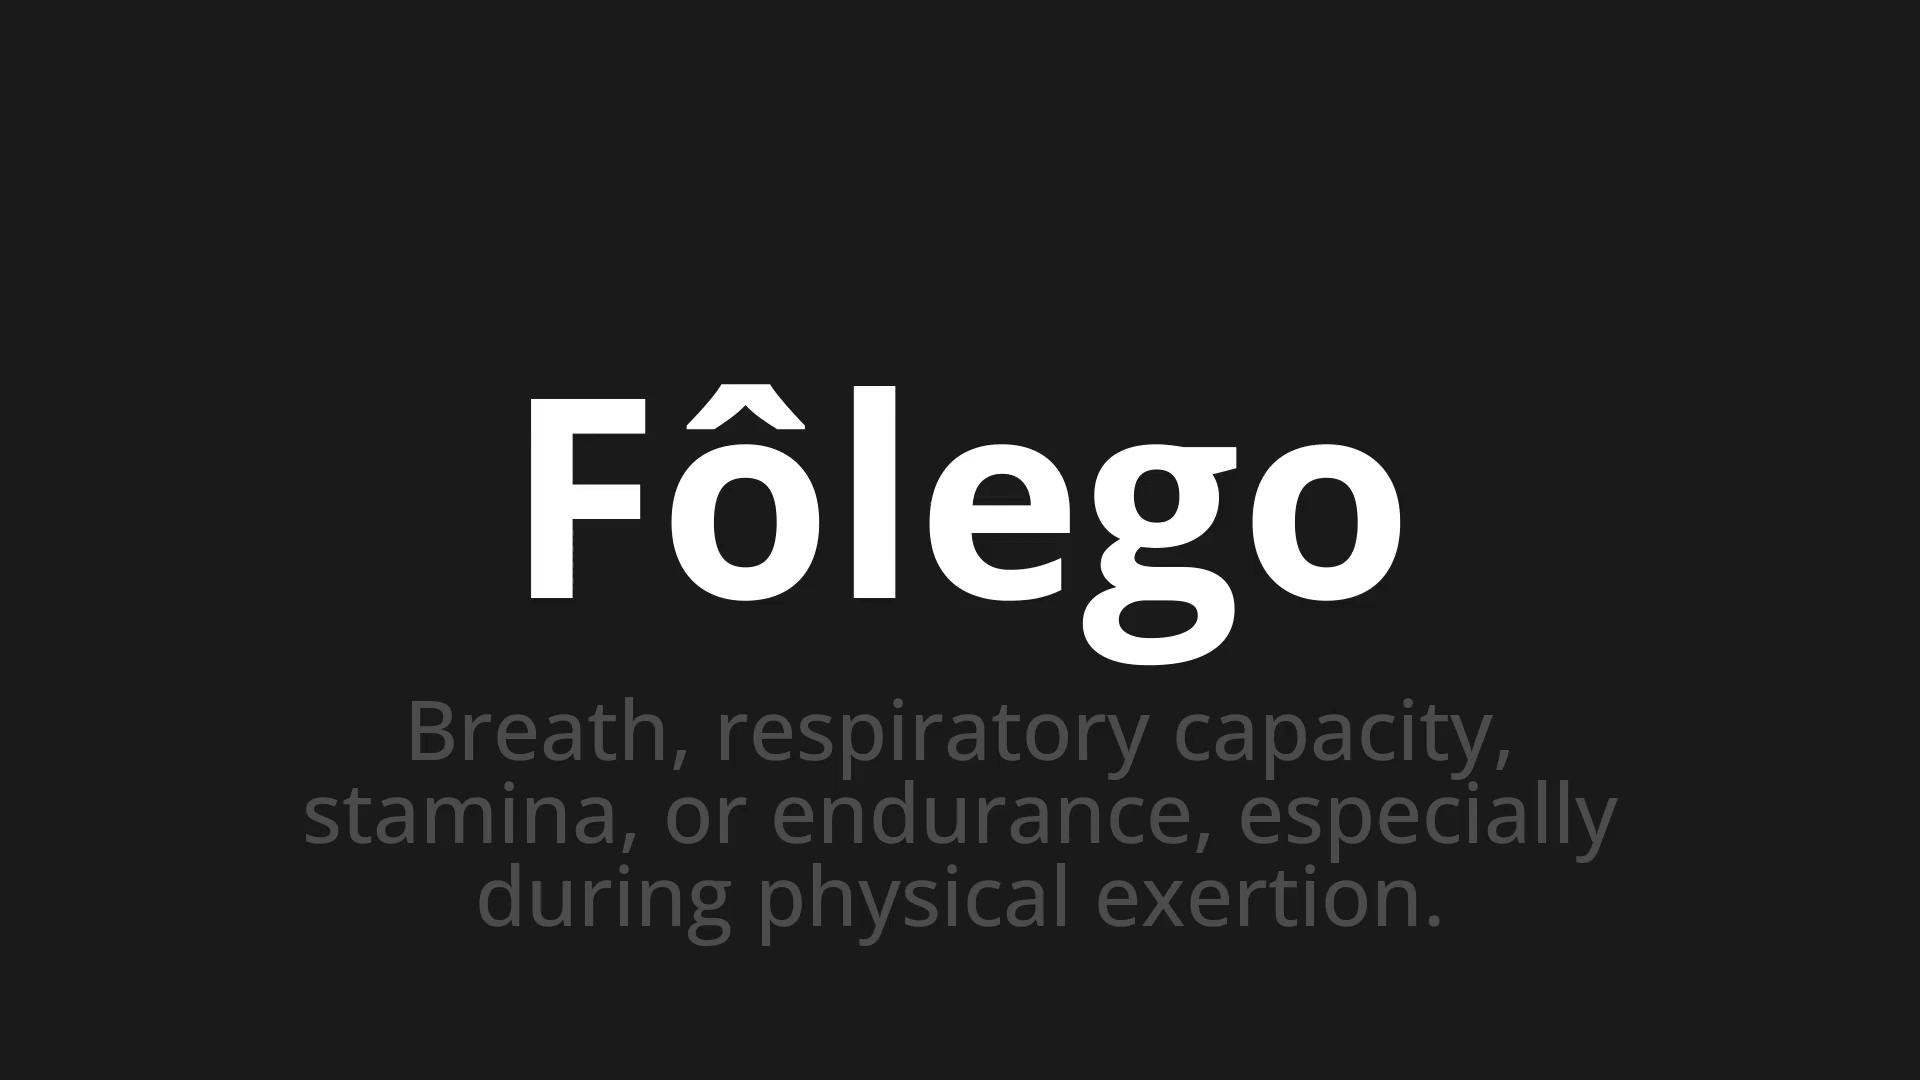 Fôlego
Breath, respiratory capacity,
stamina, or endurance, especially
during physical exertion.